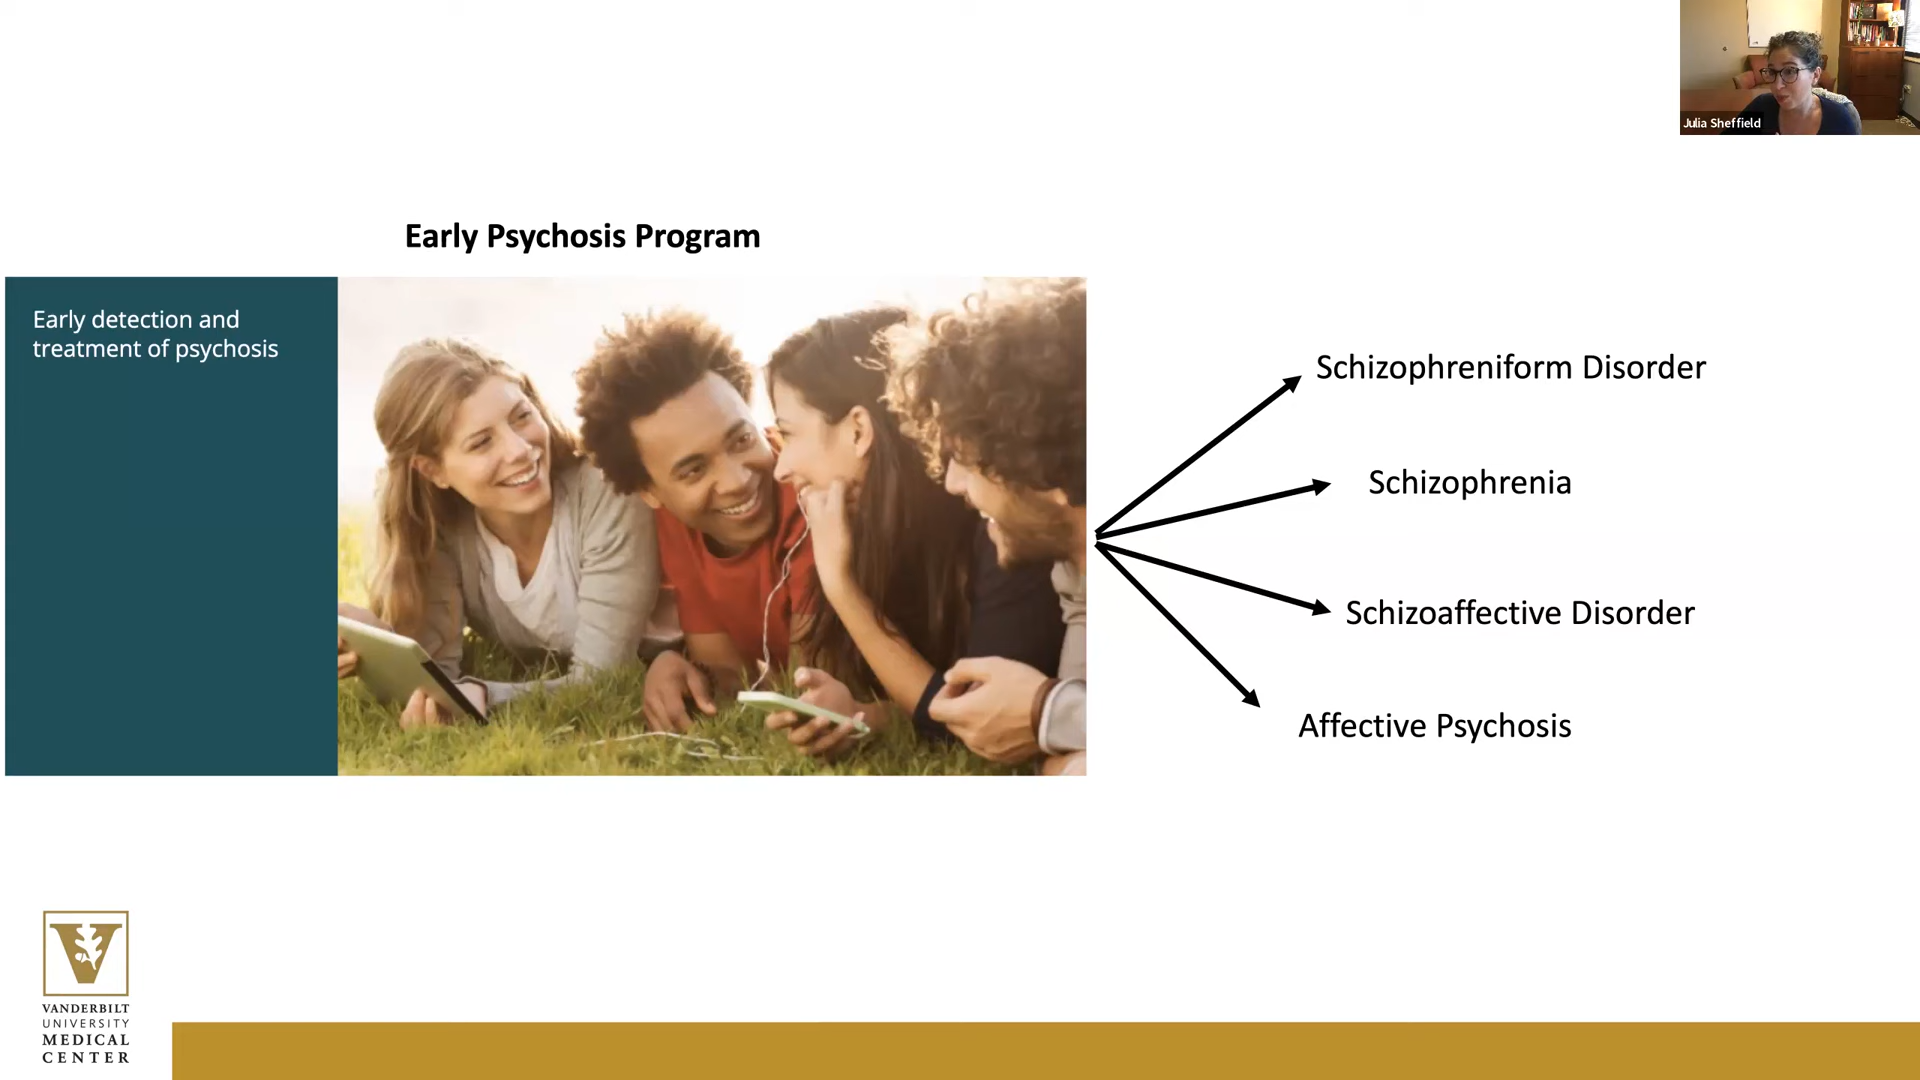 Julia Sheffield
Early Psychosis Program
Early detection and
treatment of psychosis
Schizophreniform Disorder
Schizophrenia
Schizoaffective Disorder
Affective Psychosis
V
VANDERBILT
UNIVERSITY
MEDICAL
CENTER